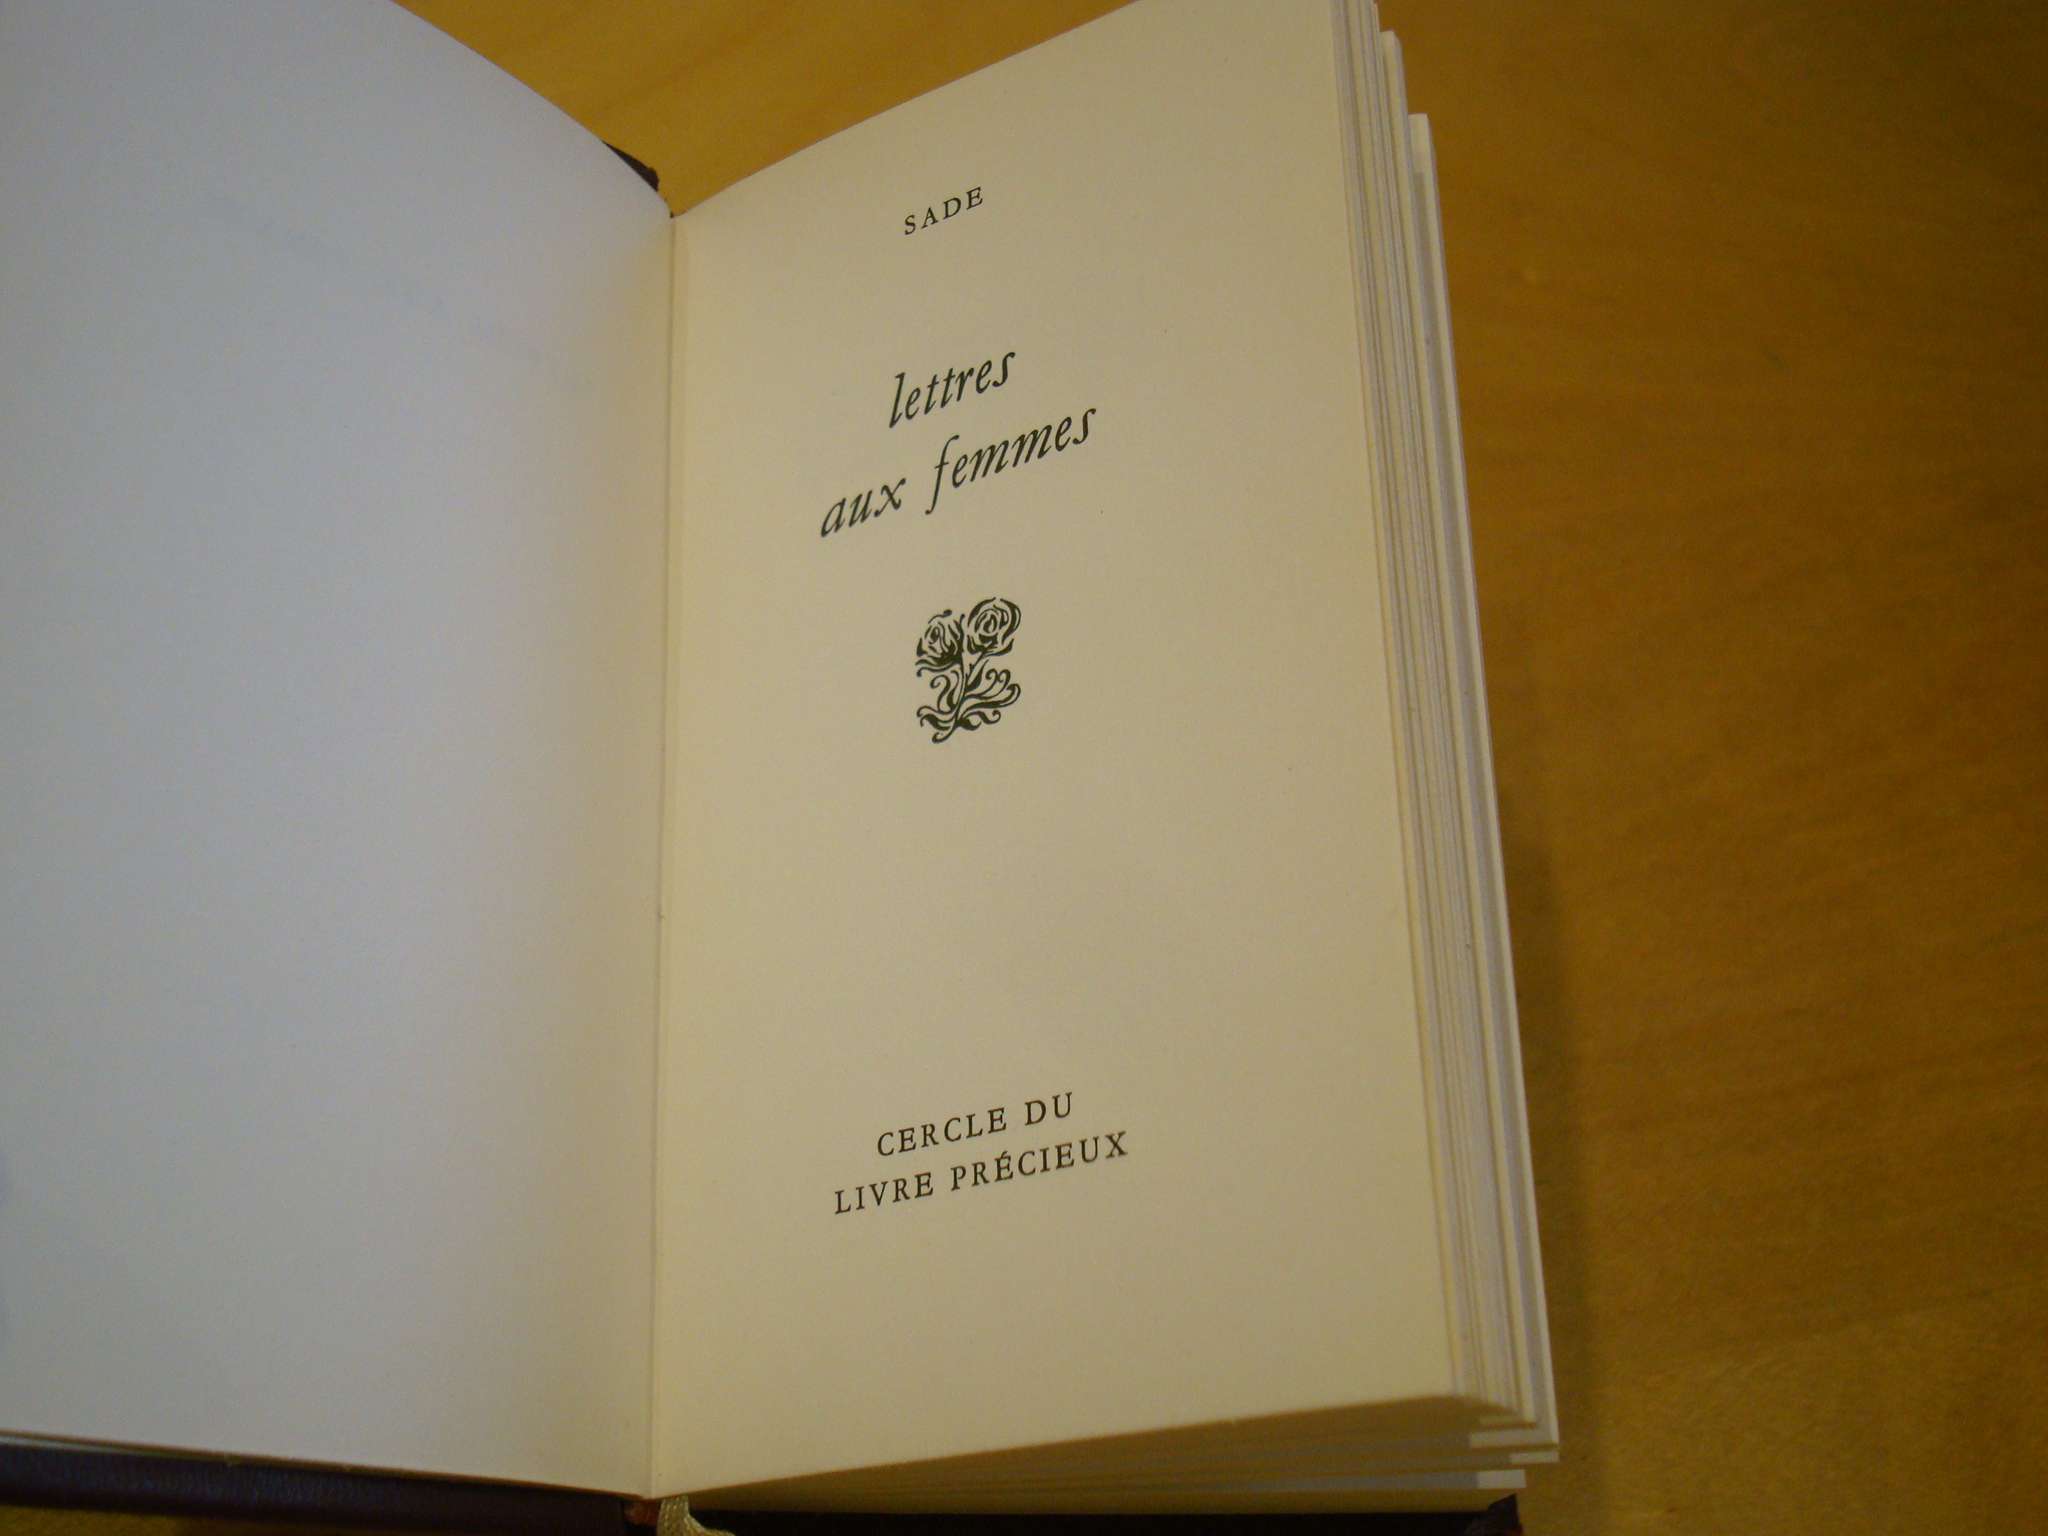 SADE
lettres
aux femmes
CERCLE DU
LIVRE PRÉCIEUX